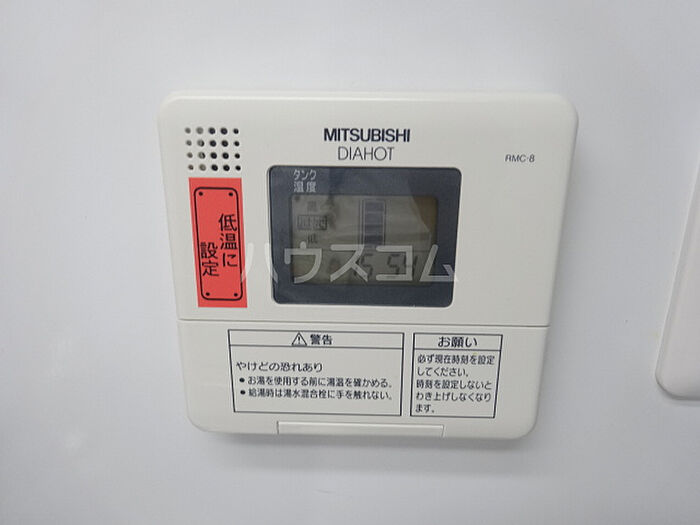 MITSUBISHI
DIAHOT
RMC-8
タンク
温度
低
低温に
設定
ハウスコム
⚠警告
やけどの恐れあり
●お湯を使用する前に湯温を確かめる。
●給湯時は湯水混合栓に手を触れない。
お願い
必ず現在時刻を設定
してください。
時刻を設定しないと
わき上げしなくなり
ます。